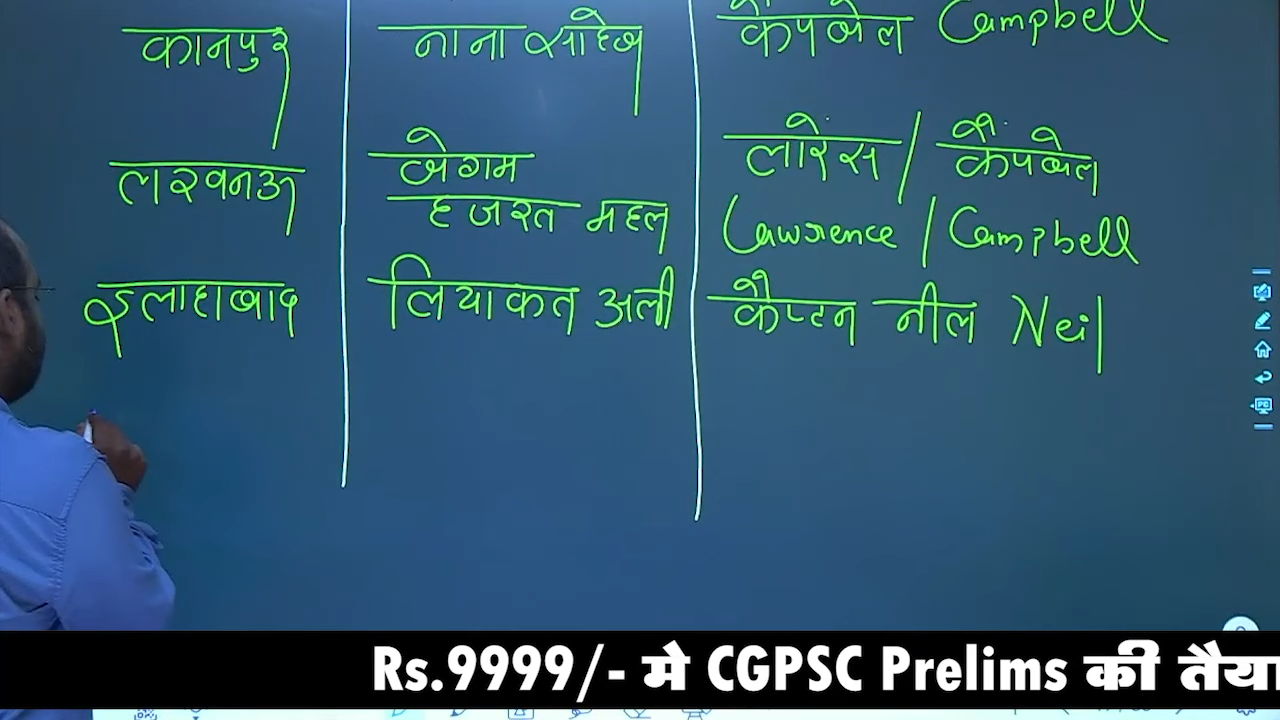 कानपुर नाना साहेब कैंपबेल Campbell
लखनऊ बेगम हजरत महल लारेंस / कैंपबेल
Lawrence / Campbell
इलाहाबाद लियाकत अली कैप्टन नील Neil
Rs.9999/- मे CGPSC Prelims की तैया